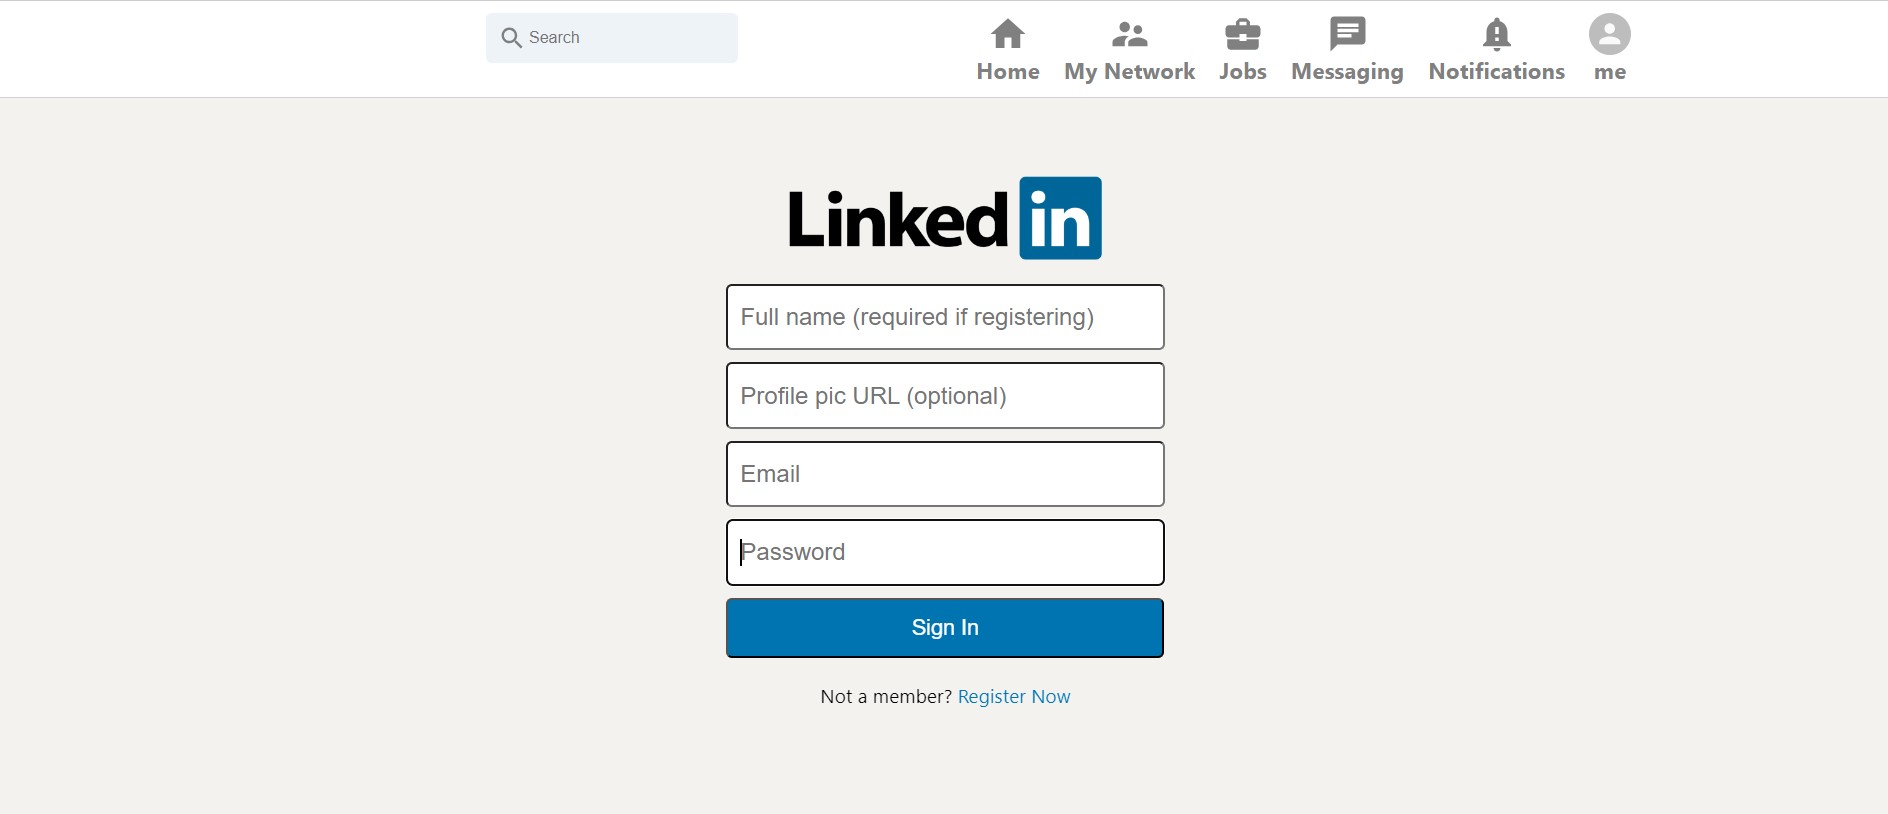 Search
Home My Network Jobs Messaging Notifications me
Linked in
Full name (required if registering)
Profile pic URL (optional)
Email
Password
Sign In
Not a member? Register Now